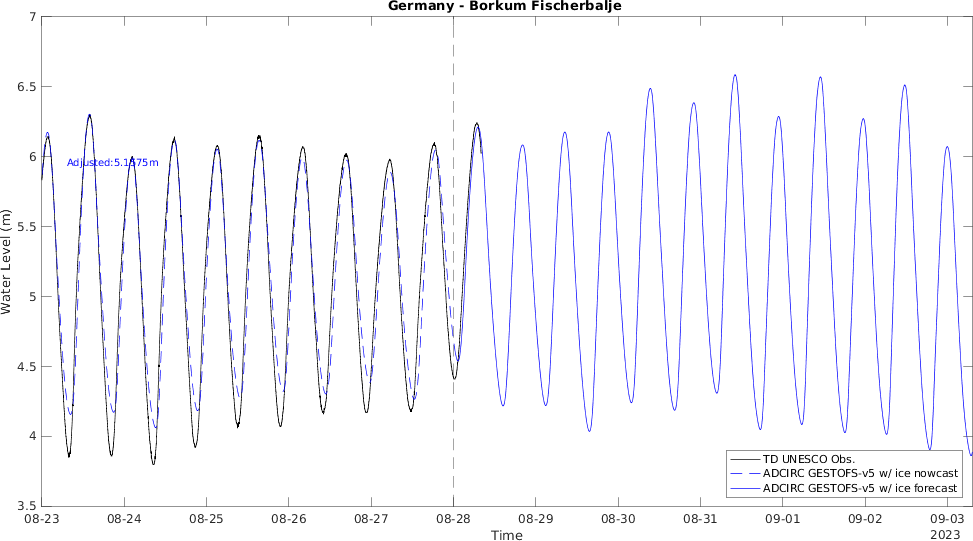 Germany - Borkum Fischerbalje
7
6.5
6
5.5
5
4.5
4
3.5
Water Level (m)
Adjusted:5.1575m
TD UNESCO Obs.
ADCIRC GESTOFS-v5 w/ ice nowcast
ADCIRC GESTOFS-v5 w/ ice forecast
08-23 08-24 08-25 08-26 08-27 08-28 08-29 08-30 08-31 09-01 09-02 09-03
Time 2023